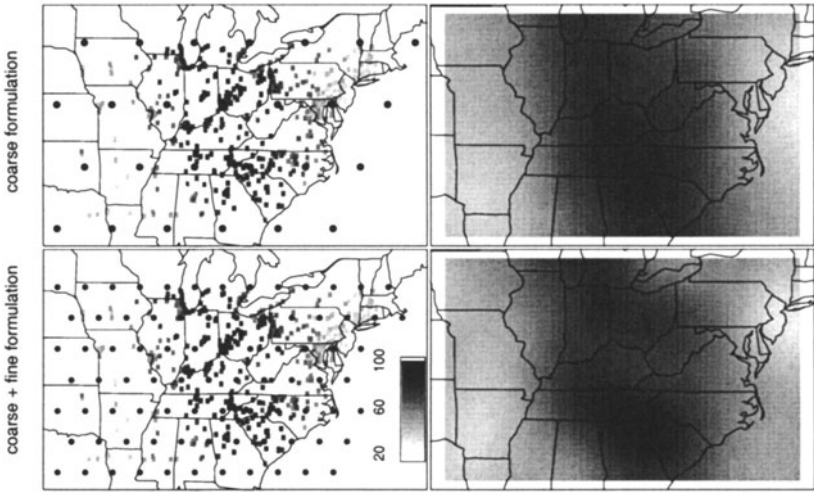 coarse formulation
coarse + fine formulation
100
60
20